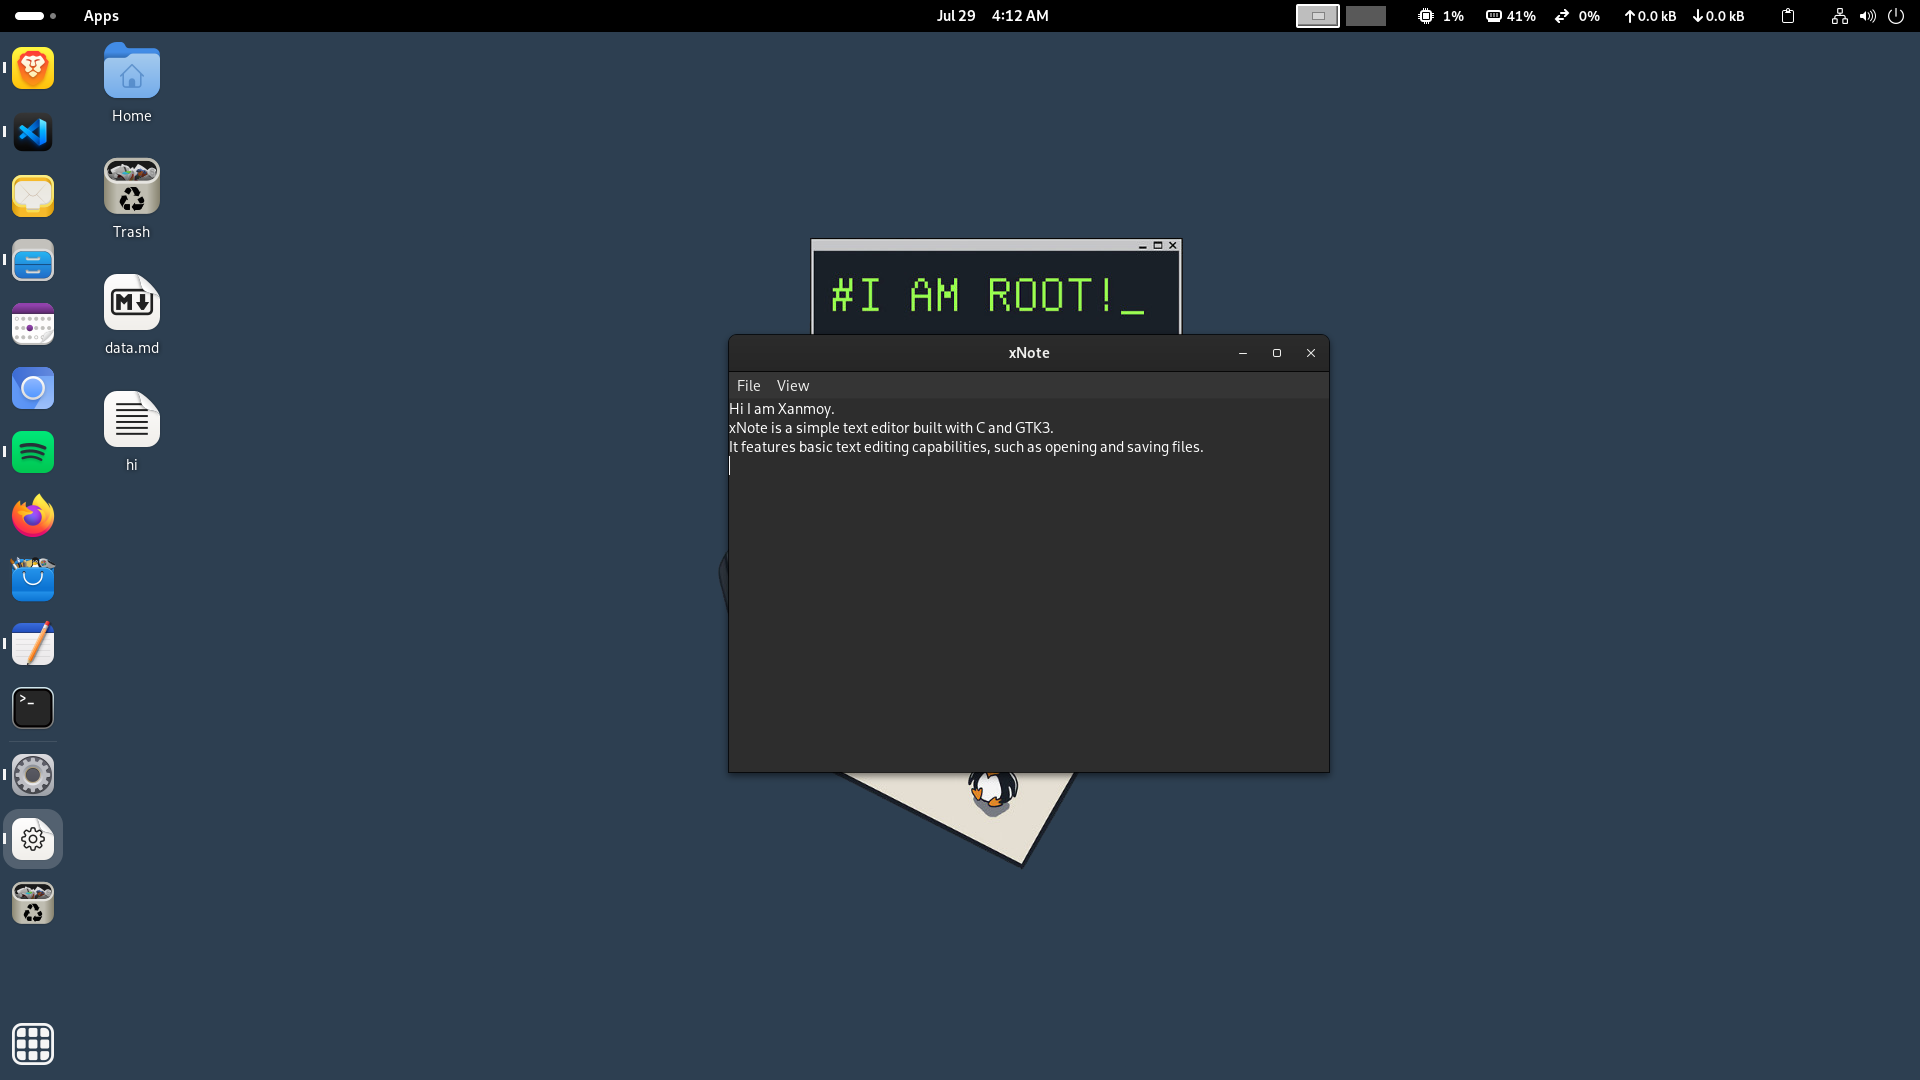 Apps
Jul 29 4:12 AM
1% 41% 0% 0.0 kB 0.0 kB
Home
Trash
M
data.md
hi
>_
#I AM ROOT!_
xNote
File View
Hi I am Xanmoy.
xNote is a simple text editor built with C and GTK3.
It features basic text editing capabilities, such as opening and saving files.